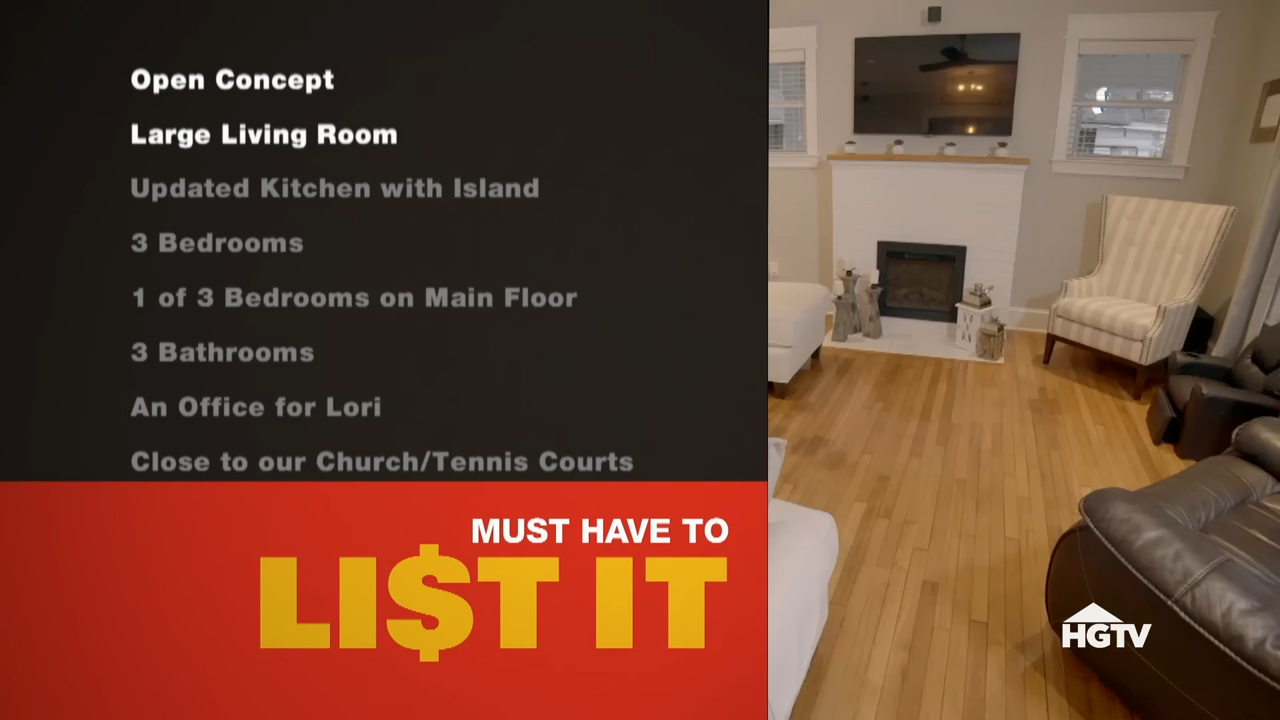 Open Concept
Large Living Room
Updated Kitchen with Island
3 Bedrooms
1 of 3 Bedrooms on Main Floor
3 Bathrooms
An Office for Lori
Close to our Church/Tennis Courts
MUST HAVE TO
LI$T IT
HGTV